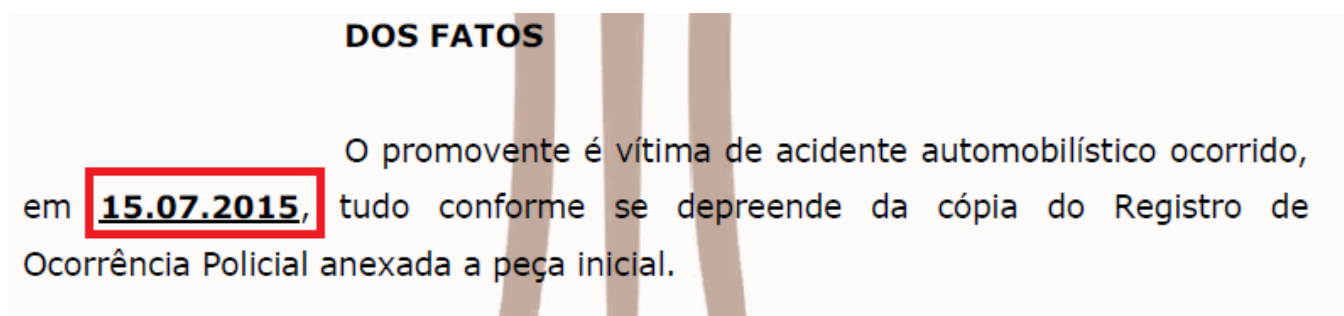 DOS FATOS
O promovente é vítima de acidente automobilístico ocorrido,
em 15.07.2015, tudo conforme se depreende da cópia do Registro de
Ocorrência Policial anexada a peça inicial.